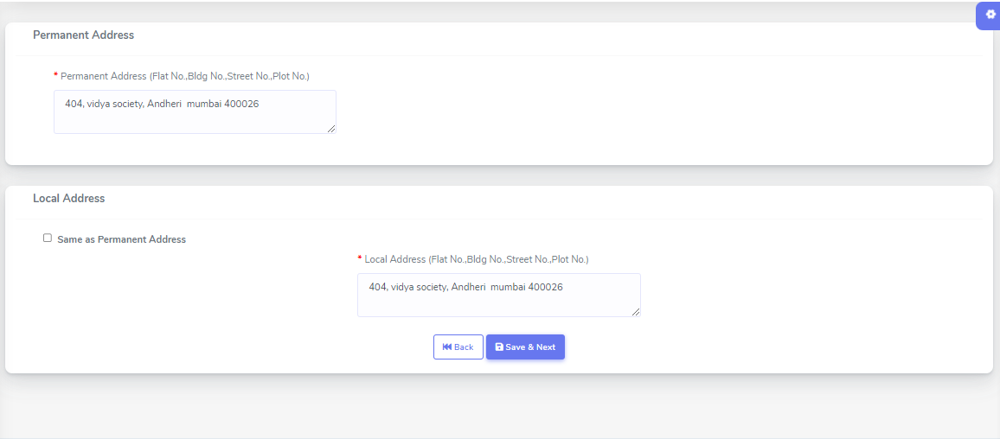 Permanent Address
* Permanent Address (Flat No.,Bldg No.,Street No.,Plot No.)
404, vidya society, Andheri  mumbai 400026
Local Address
Same as Permanent Address
* Local Address (Flat No.,Bldg No.,Street No.,Plot No.)
404, vidya society, Andheri  mumbai 400026
Back Save & Next